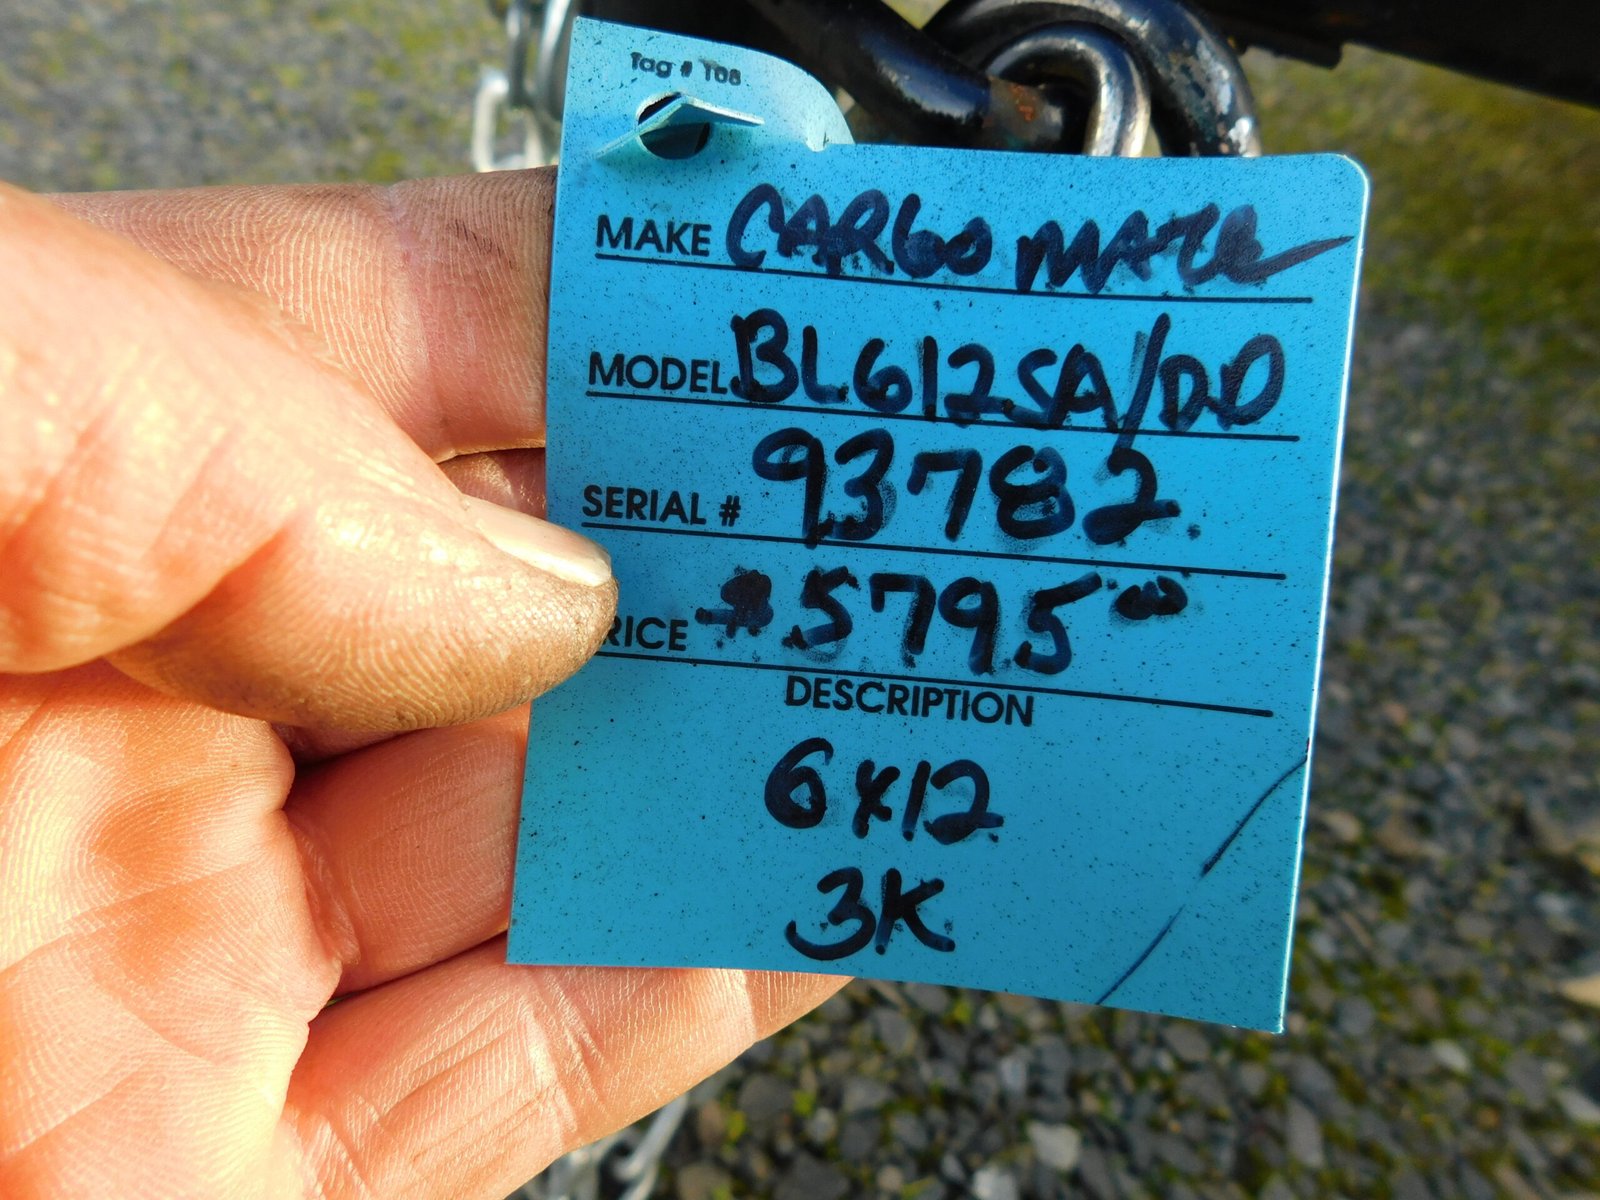 Tag # T08
MAKE CARGO MATE
MODEL BL612SA/DD
SERIAL # 93782
RICE $5795.00
DESCRIPTION
6x12
3K